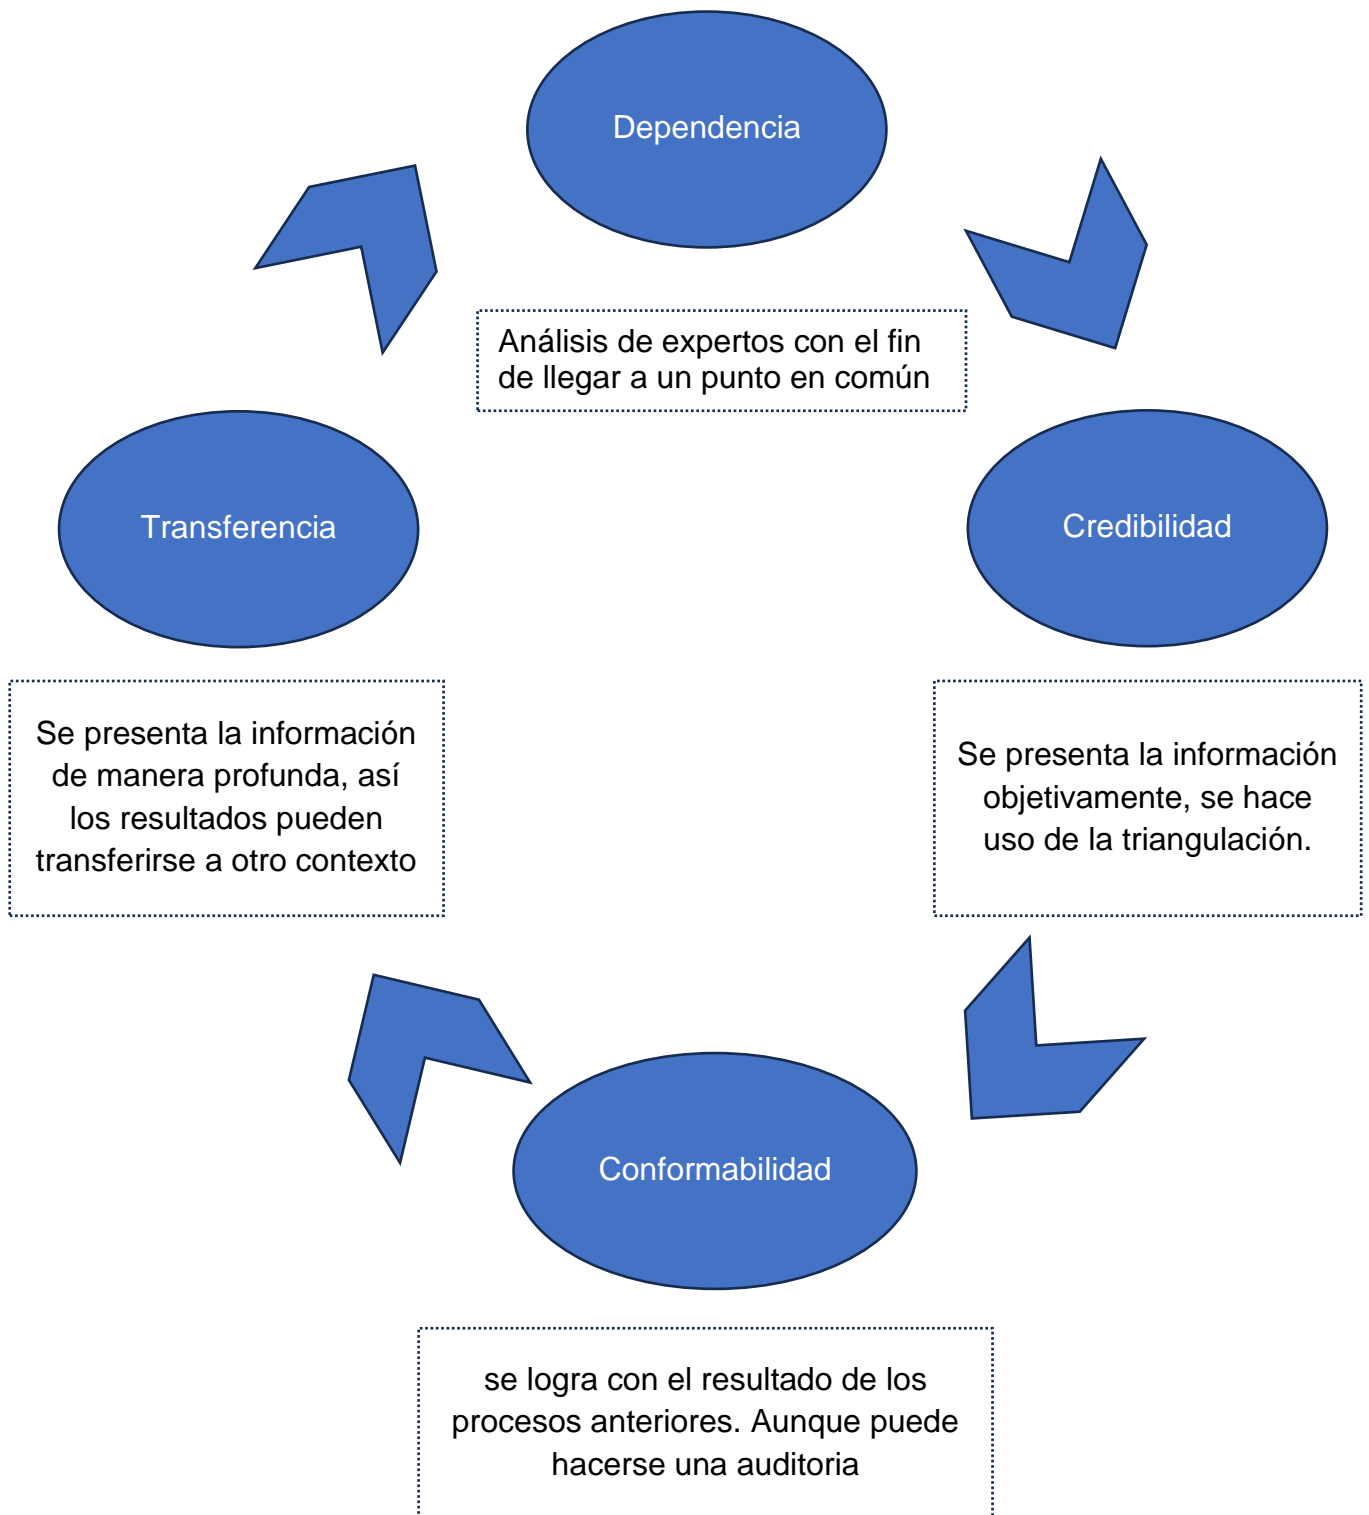 Dependencia
Análisis de expertos con el fin
de llegar a un punto en común
Transferencia
Credibilidad
Se presenta la información
de manera profunda, así
los resultados pueden
transferirse a otro contexto
Se presenta la información
objetivamente, se hace
uso de la triangulación.
Conformabilidad
se logra con el resultado de los
procesos anteriores. Aunque puede
hacerse una auditoria